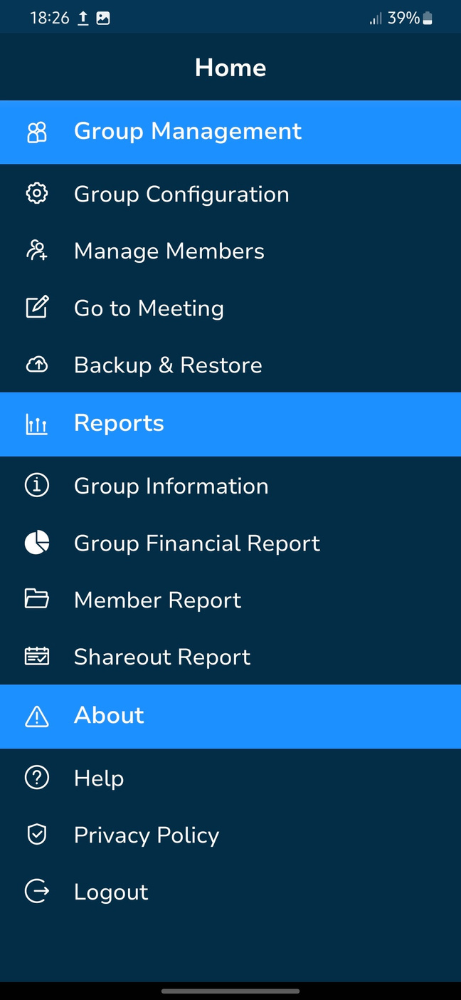 18:26
39%
Home
Group Management
Group Configuration
Manage Members
Go to Meeting
Backup & Restore
Reports
Group Information
Group Financial Report
Member Report
Shareout Report
About
Help
Privacy Policy
Logout